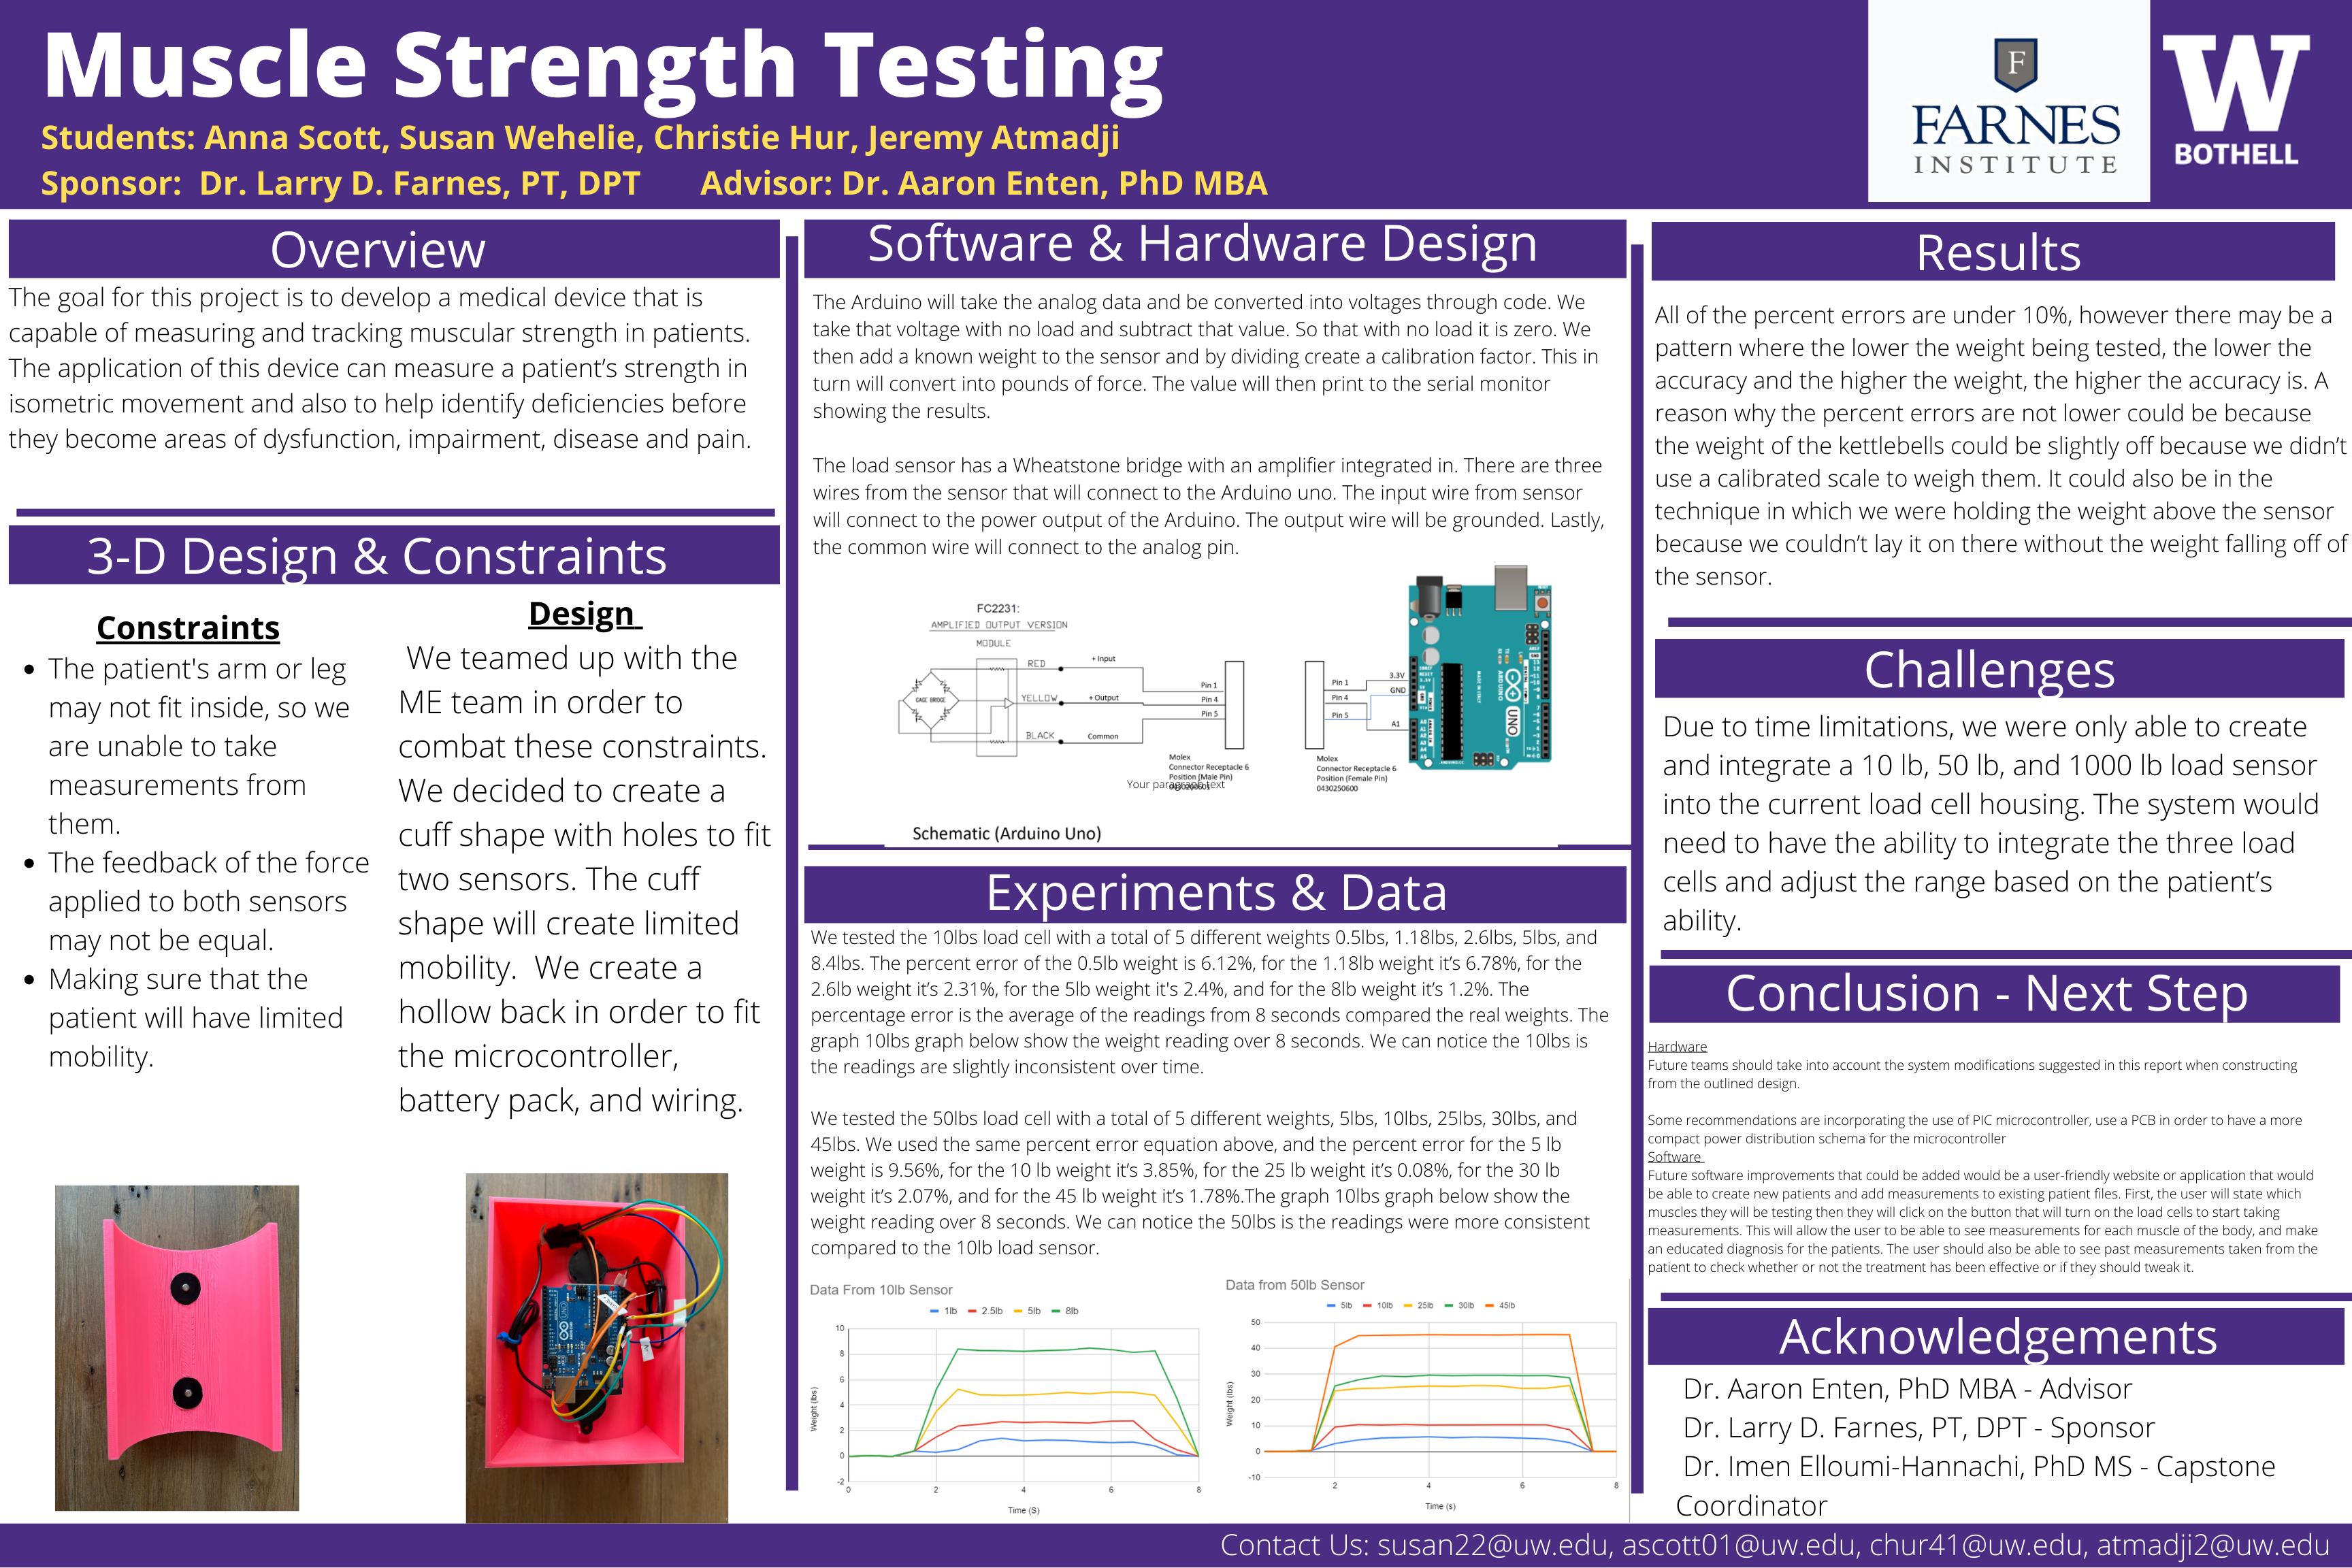 Muscle Strength Testing
Students: Anna Scott, Susan Wehelie, Christie Hur, Jeremy Atmadji
Sponsor: Dr. Larry D. Farnes, PT, DPT Advisor: Dr. Aaron Enten, PhD MBA
F
FARNES
INSTITUTE
W
BOTHELL
Overview
The goal for this project is to develop a medical device that is
capable of measuring and tracking muscular strength in patients.
The application of this device can measure a patient’s strength in
isometric movement and also to help identify deficiencies before
they become areas of dysfunction, impairment, disease and pain.
3-D Design & Constraints
Constraints
• The patient's arm or leg
may not fit inside, so we
are unable to take
measurements from
them.
• The feedback of the force
applied to both sensors
may not be equal.
• Making sure that the
patient will have limited
mobility.
Design
We teamed up with the
ME team in order to
combat these constraints.
We decided to create a
cuff shape with holes to fit
two sensors. The cuff
shape will create limited
mobility. We create a
hollow back in order to fit
the microcontroller,
battery pack, and wiring.
Software & Hardware Design
The Arduino will take the analog data and be converted into voltages through code. We
take that voltage with no load and subtract that value. So that with no load it is zero. We
then add a known weight to the sensor and by dividing create a calibration factor. This in
turn will convert into pounds of force. The value will then print to the serial monitor
showing the results.
The load sensor has a Wheatstone bridge with an amplifier integrated in. There are three
wires from the sensor that will connect to the Arduino uno. The input wire from sensor
will connect to the power output of the Arduino. The output wire will be grounded. Lastly,
the common wire will connect to the analog pin.
FC2231:
AMPLIFIED OUTPUT VERSION
MODULE
RED
+ Input
GAGE BRIDGE
YELLOW
+ Output
BLACK
Common
Pin 1
Pin 4
Pin 5
Molex
Connector Receptacle 6
Position (Male Pin)
Your paragraph text
Pin 1
Pin 4
Pin 5
3.3V
GND
A1
UNO
Molex
Connector Receptacle 6
Position (Female Pin)
0430250600
Schematic (Arduino Uno)
Experiments & Data
We tested the 10lbs load cell with a total of 5 different weights 0.5lbs, 1.18lbs, 2.6lbs, 5lbs, and
8.4lbs. The percent error of the 0.5lb weight is 6.12%, for the 1.18lb weight it’s 6.78%, for the
2.6lb weight it’s 2.31%, for the 5lb weight it's 2.4%, and for the 8lb weight it’s 1.2%. The
percentage error is the average of the readings from 8 seconds compared the real weights. The
graph 10lbs graph below show the weight reading over 8 seconds. We can notice the 10lbs is
the readings are slightly inconsistent over time.
We tested the 50lbs load cell with a total of 5 different weights, 5lbs, 10lbs, 25lbs, 30lbs, and
45lbs. We used the same percent error equation above, and the percent error for the 5 lb
weight is 9.56%, for the 10 lb weight it’s 3.85%, for the 25 lb weight it’s 0.08%, for the 30 lb
weight it’s 2.07%, and for the 45 lb weight it’s 1.78%.The graph 10lbs graph below show the
weight reading over 8 seconds. We can notice the 50lbs is the readings were more consistent
compared to the 10lb load sensor.
Data From 10lb Sensor
1lb 2.5lb 5lb 8lb
Weight (lbs)
10
8
6
4
2
0
-2
0 2 4 6 8
Time (S)
Data from 50lb Sensor
5lb 10lb 25lb 30lb 45lb
Weight (lbs)
50
40
30
20
10
0
-10
2 4 6 8
Time (s)
Results
All of the percent errors are under 10%, however there may be a
pattern where the lower the weight being tested, the lower the
accuracy and the higher the weight, the higher the accuracy is. A
reason why the percent errors are not lower could be because
the weight of the kettlebells could be slightly off because we didn’t
use a calibrated scale to weigh them. It could also be in the
technique in which we were holding the weight above the sensor
because we couldn’t lay it on there without the weight falling off of
the sensor.
Challenges
Due to time limitations, we were only able to create
and integrate a 10 lb, 50 lb, and 1000 lb load sensor
into the current load cell housing. The system would
need to have the ability to integrate the three load
cells and adjust the range based on the patient’s
ability.
Conclusion - Next Step
Hardware
Future teams should take into account the system modifications suggested in this report when constructing
from the outlined design.
Some recommendations are incorporating the use of PIC microcontroller, use a PCB in order to have a more
compact power distribution schema for the microcontroller
Software
Future software improvements that could be added would be a user-friendly website or application that would
be able to create new patients and add measurements to existing patient files. First, the user will state which
muscles they will be testing then they will click on the button that will turn on the load cells to start taking
measurements. This will allow the user to be able to see measurements for each muscle of the body, and make
an educated diagnosis for the patients. The user should also be able to see past measurements taken from the
patient to check whether or not the treatment has been effective or if they should tweak it.
Acknowledgements
Dr. Aaron Enten, PhD MBA - Advisor
Dr. Larry D. Farnes, PT, DPT - Sponsor
Dr. Imen Elloumi-Hannachi, PhD MS - Capstone
Coordinator
Contact Us: susan22@uw.edu, ascott01@uw.edu, chur41@uw.edu, atmadji2@uw.edu